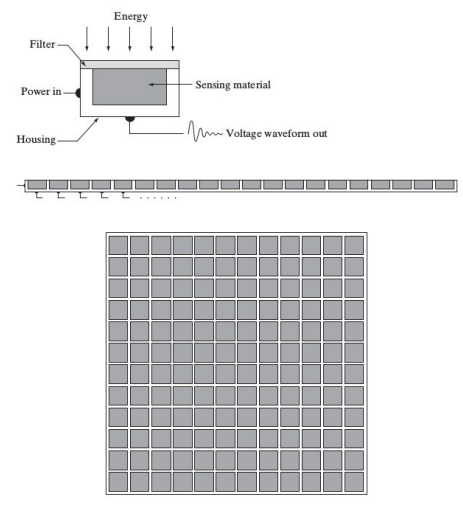 Energy
Filter
Power in
Sensing material
Housing
Voltage waveform out